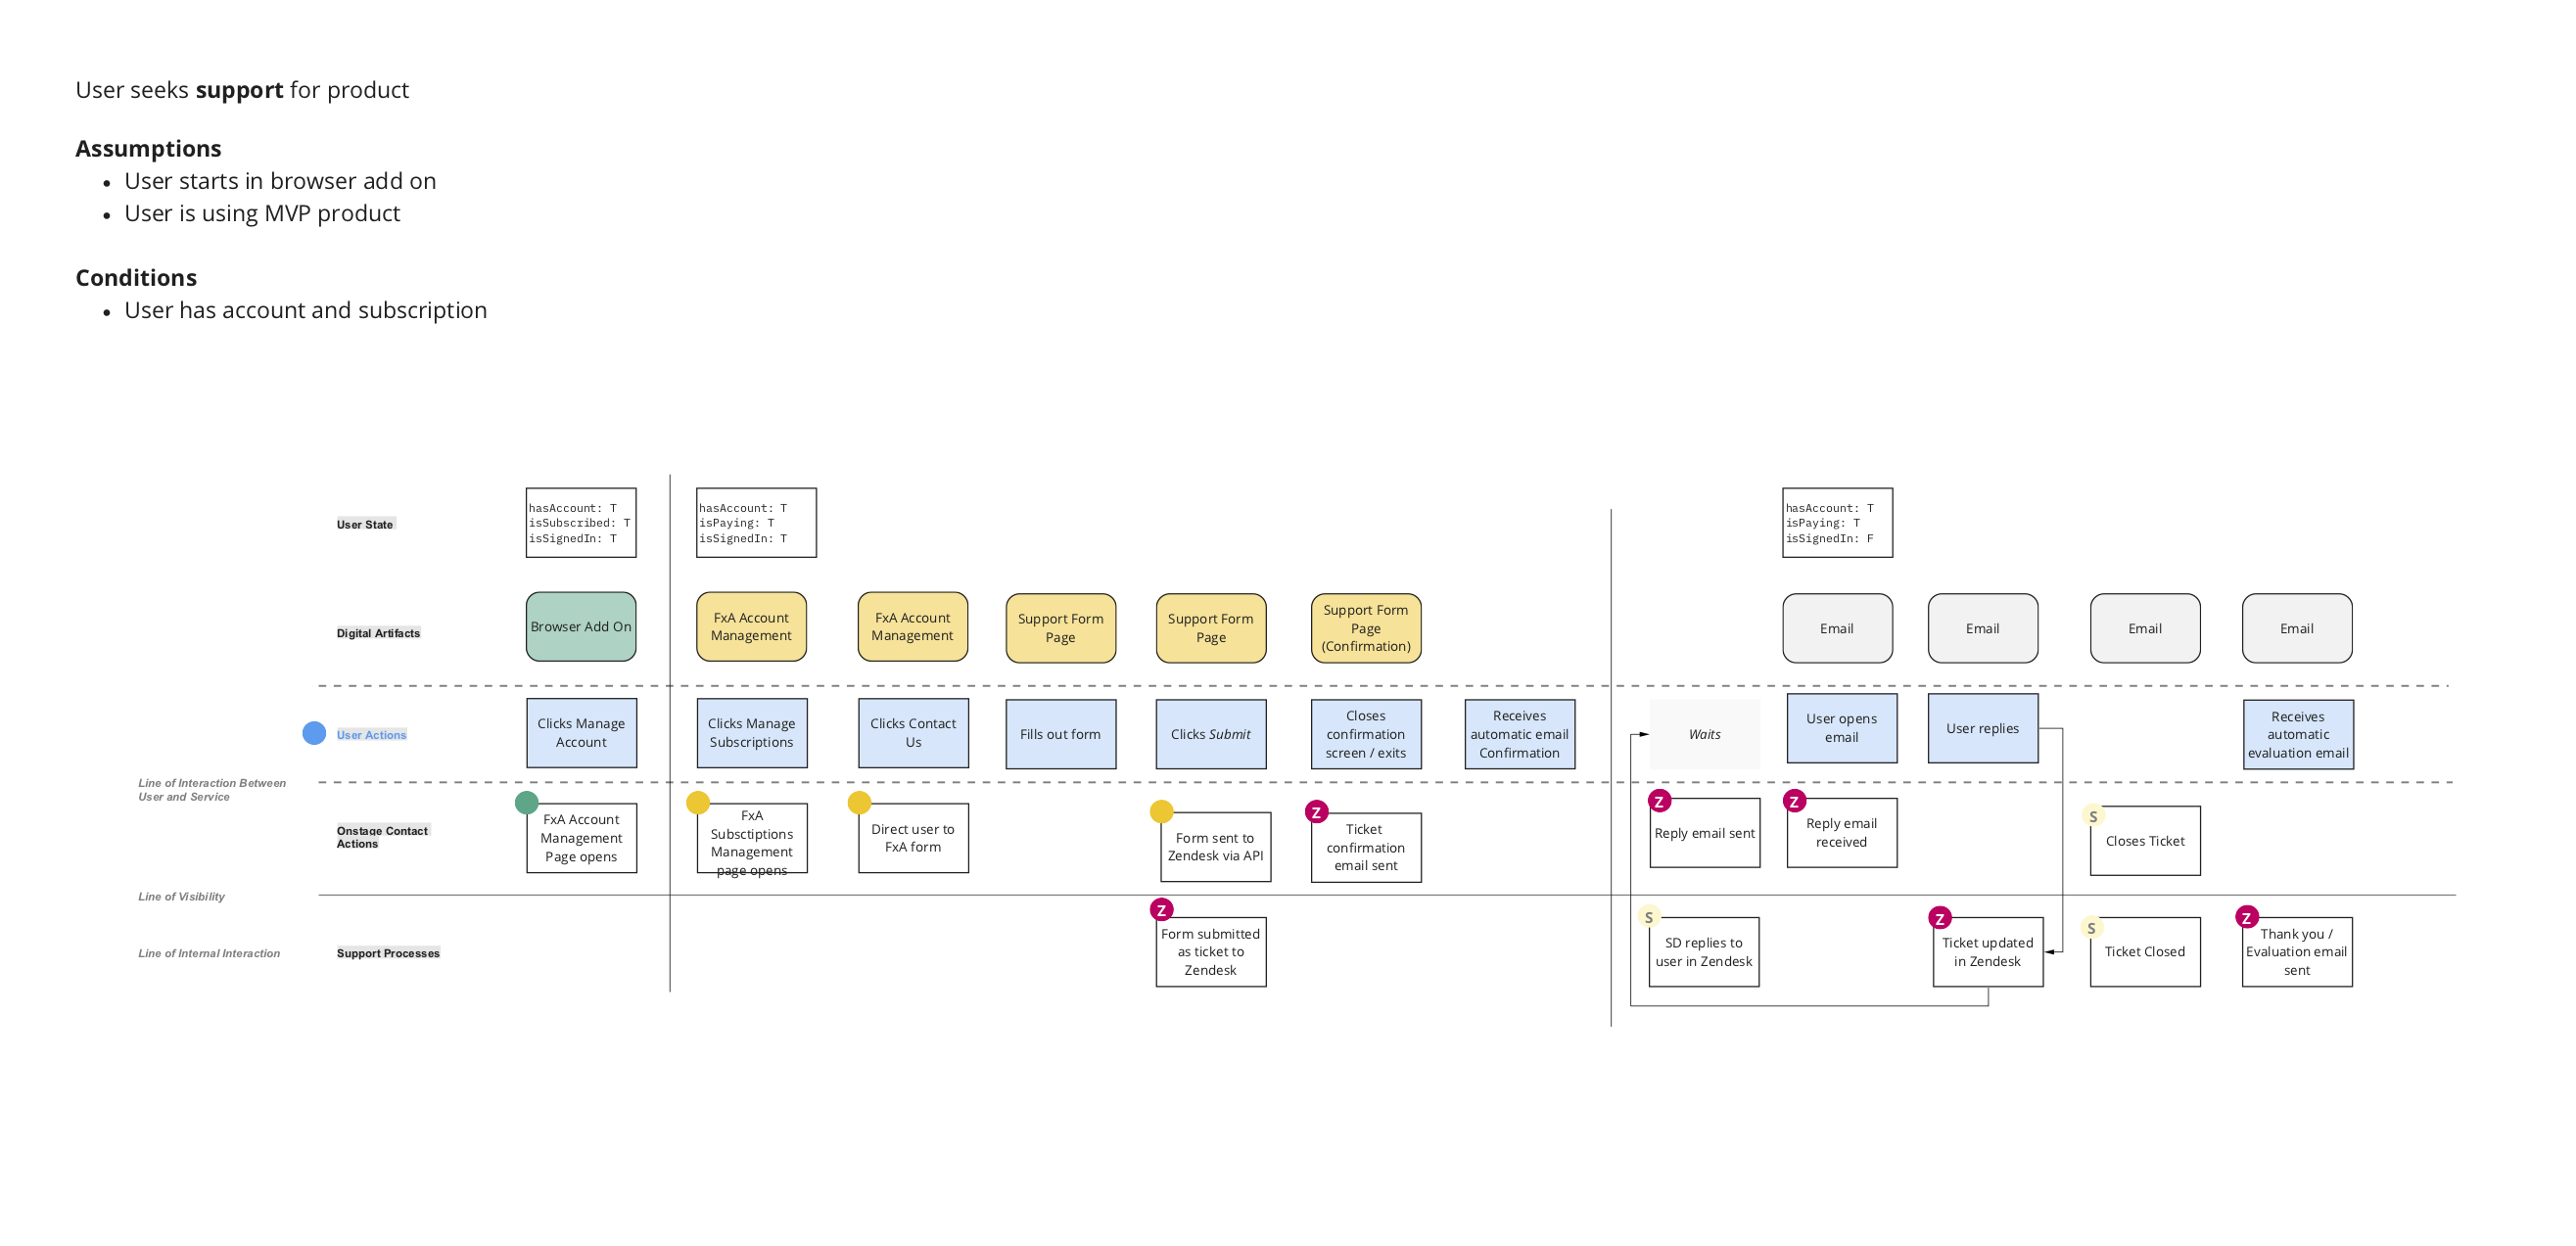 User seeks support for product
Assumptions
• User starts in browser add on
• User is using MVP product
Conditions
• User has account and subscription
User State
hasAccount: T
isSubscribed: T
isSignedIn: T
hasAccount: T
isPaying: T
isSignedIn: T
hasAccount: T
isPaying: T
isSignedIn: F
Digital Artifacts
Browser Add On
FxA Account
Management
FxA Account
Management
Support Form
Page
Support Form
Page
Support Form
Page
(Confirmation)
Email
Email
Email
Email
User Actions
Clicks Manage
Account
Clicks Manage
Subscriptions
Clicks Contact
Us
Fills out form
Clicks Submit
Closes
confirmation
screen / exits
Receives
automatic email
Confirmation
Waits
User opens
email
User replies
Receives
automatic
evaluation email
Line of Interaction Between
User and Service
Onstage Contact
Actions
FxA Account
Management
Page opens
FxA
Subsctiptions
Management
page opens
Direct user to
FxA form
Form sent to
Zendesk via API
Z
Ticket
confirmation
email sent
Z
Reply email sent
Z
Reply email
received
S
Closes Ticket
Line of Visibility
Line of Internal Interaction
Support Processes
Z
Form submitted
as ticket to
Zendesk
S
SD replies to
user in Zendesk
Z
Ticket updated
in Zendesk
S
Ticket Closed
Z
Thank you /
Evaluation email
sent